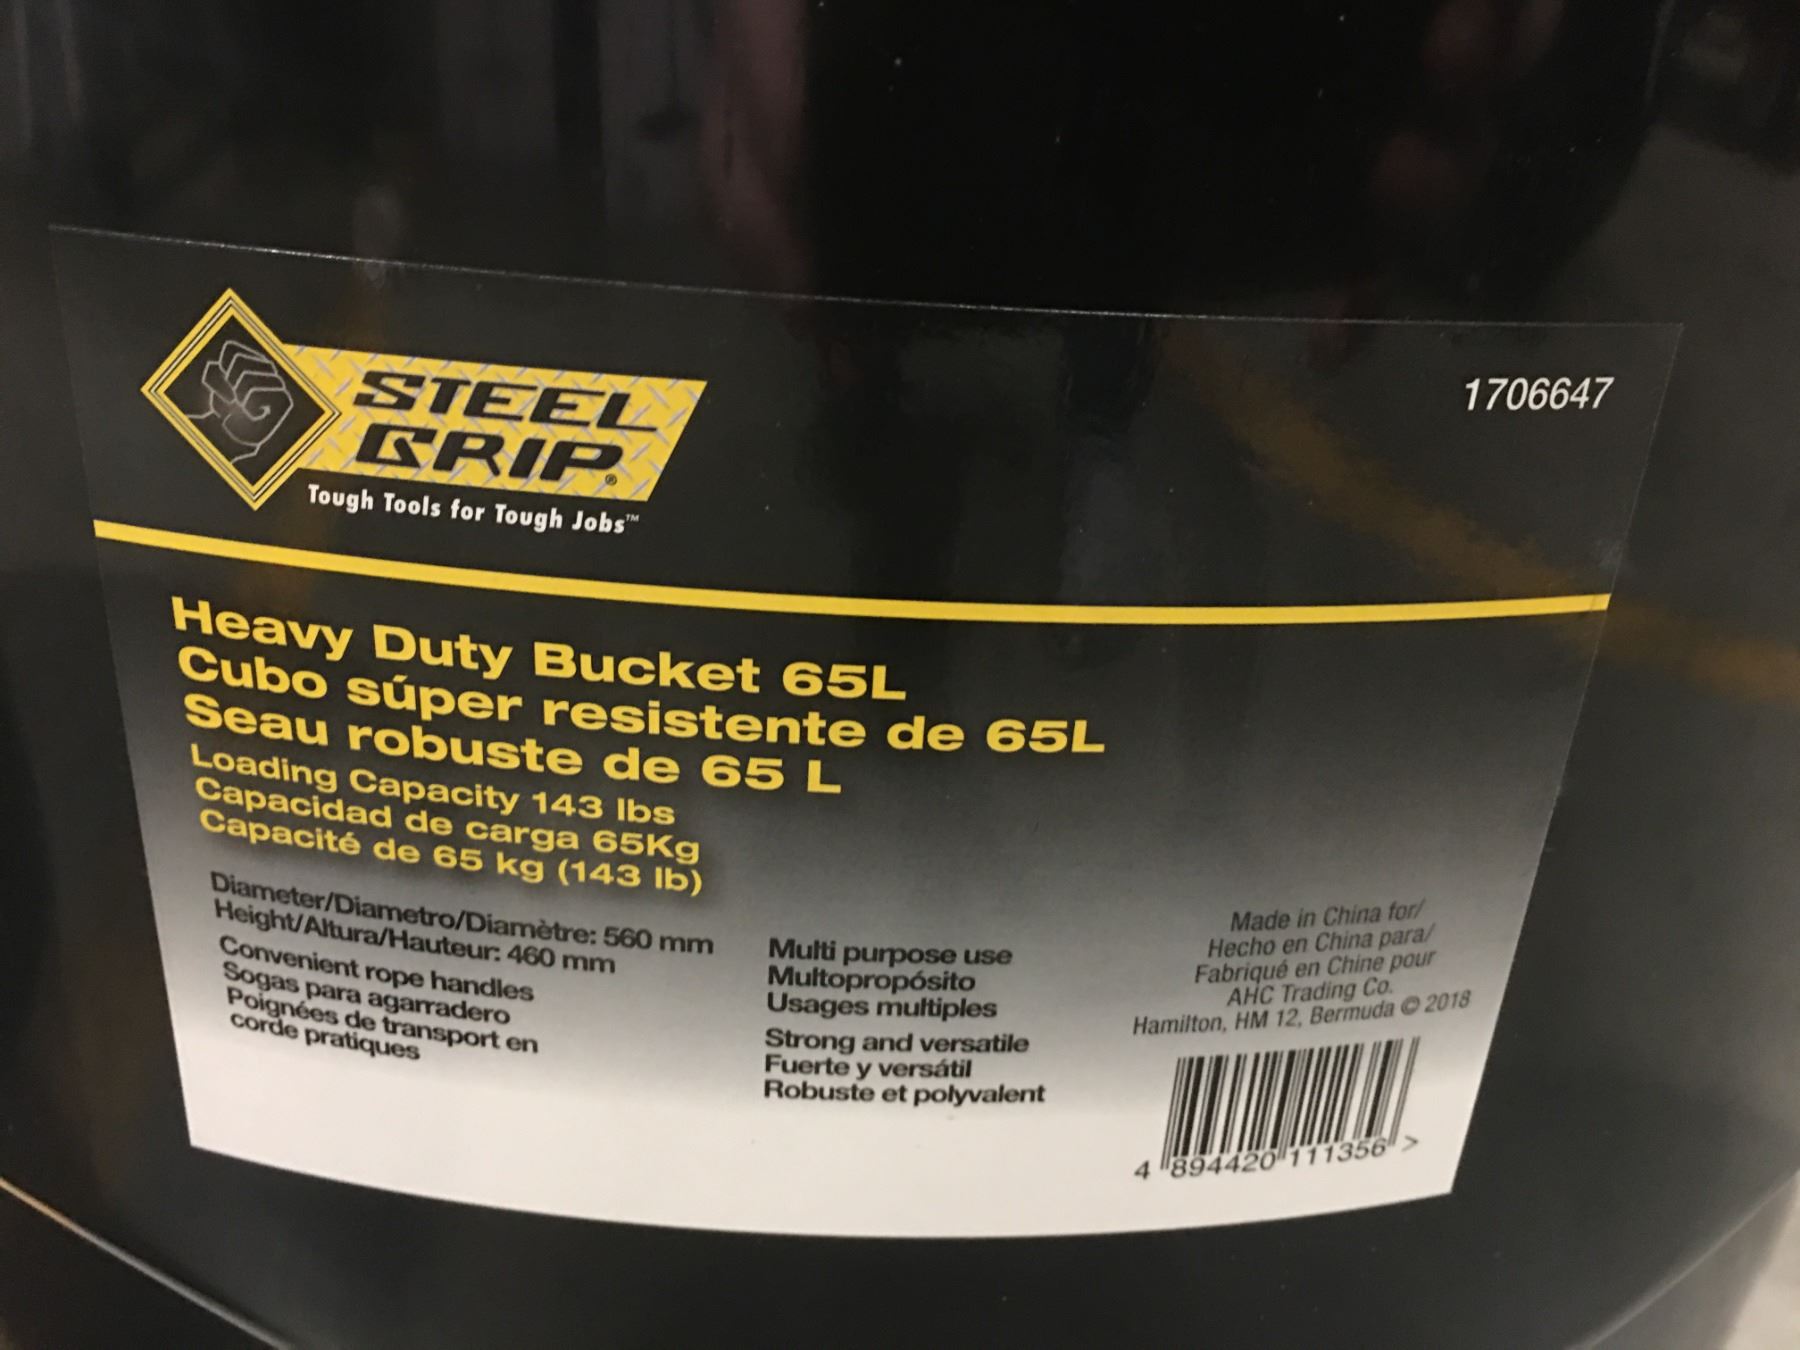 STEEL
GRIP®
Tough Tools for Tough Jobs™
1706647
Heavy Duty Bucket 65L
Cubo súper resistente de 65L
Seau robuste de 65 L
Loading Capacity 143 lbs
Capacidad de carga 65Kg
Capacité de 65 kg (143 lb)
Diameter/Diametro/Diamètre: 560 mm
Height/Altura/Hauteur: 460 mm
Convenient rope handles
Sogas para agarradero
Poignées de transport en
corde pratiques
Multi purpose use
Multopropósito
Usages multiples
Strong and versatile
Fuerte y versátil
Robuste et polyvalent
Made in China for/
Hecho en China para/
Fabriqué en Chine pour
AHC Trading Co.
Hamilton, HM 12, Bermuda © 2018
4 894420 111356 >